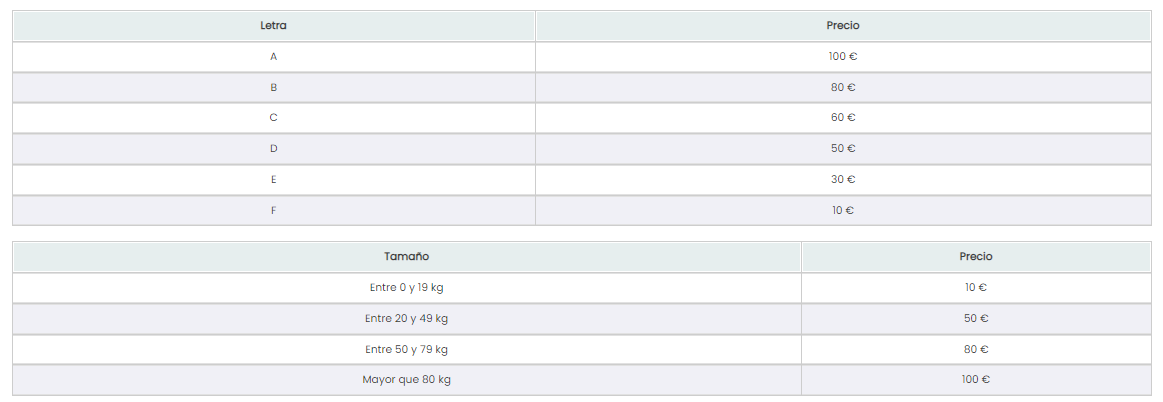 Letra Precio
A 100 €
B 80 €
C 60 €
D 50 €
E 30 €
F 10 €
Tamaño Precio
Entre 0 y 19 kg 10 €
Entre 20 y 49 kg 50 €
Entre 50 y 79 kg 80 €
Mayor que 80 kg 100 €